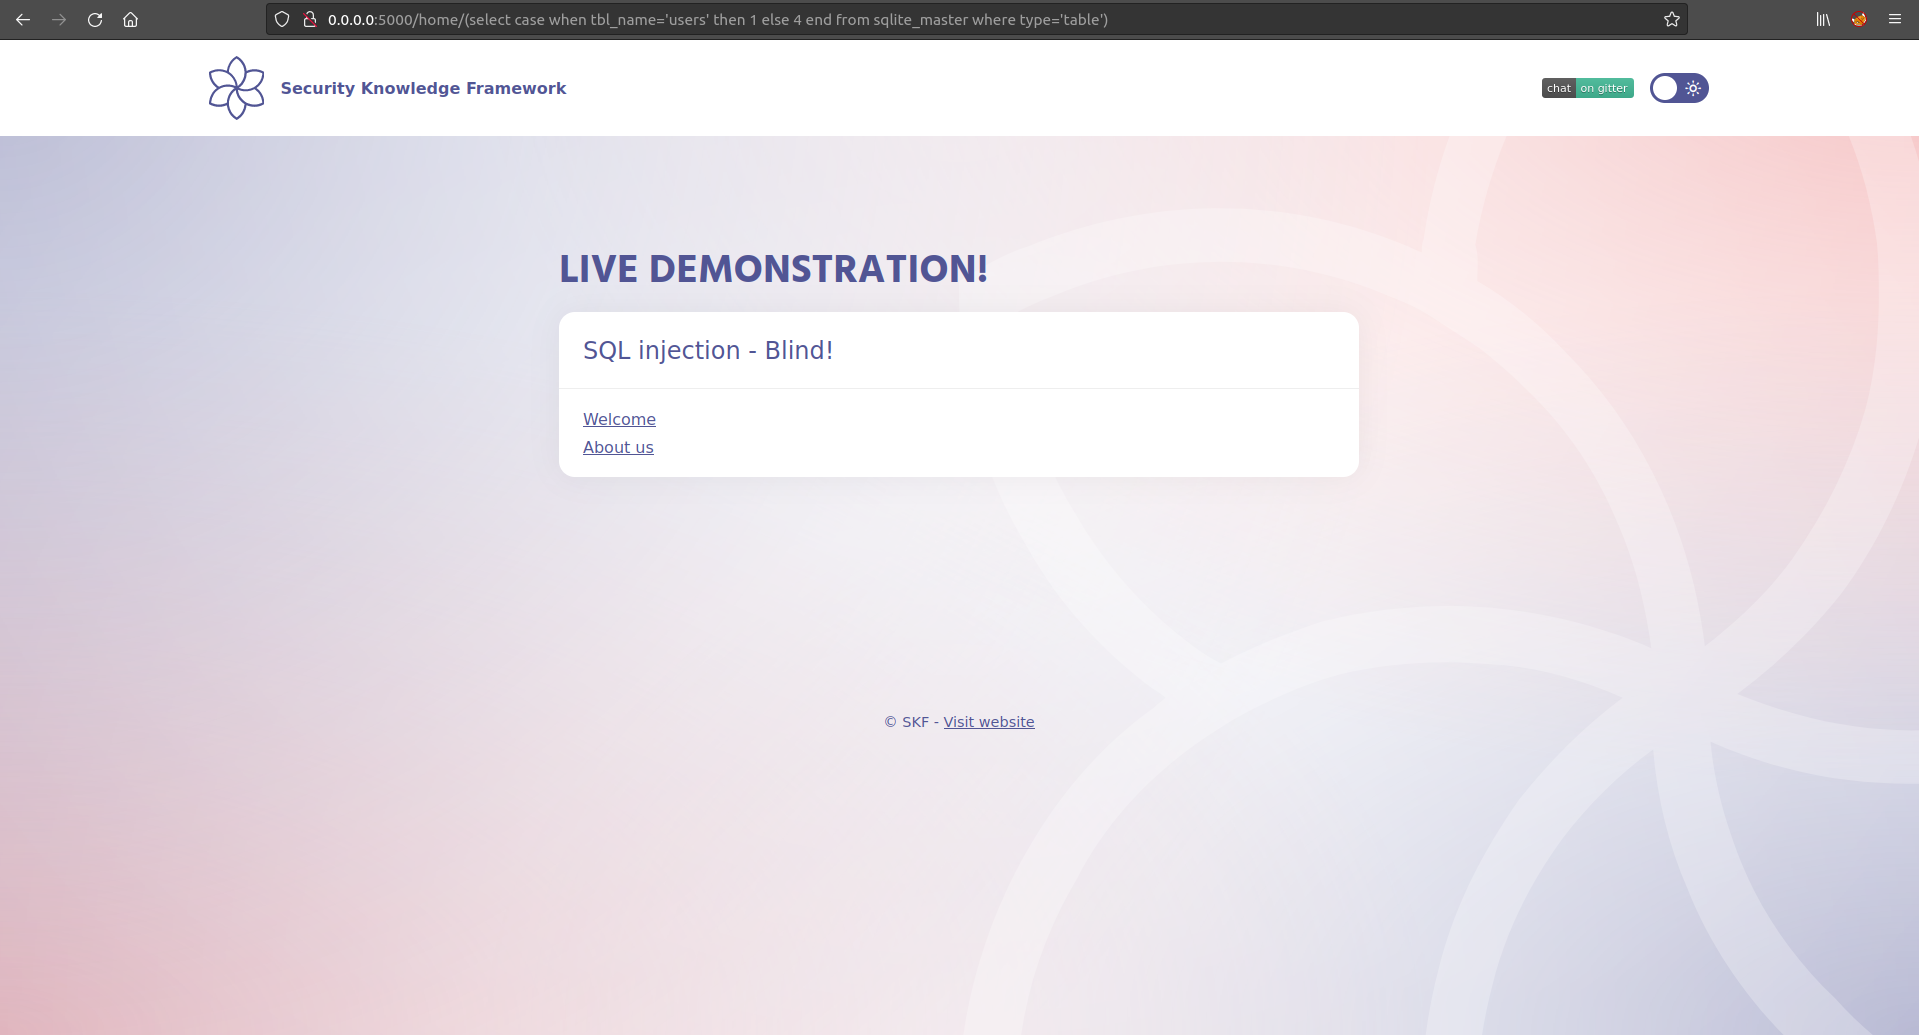 0.0.0.0:5000/home/(select case when tbl_name='users' then 1 else 4 end from sqlite_master where type='table')
Security Knowledge Framework
chat on gitter
LIVE DEMONSTRATION!
SQL injection - Blind!
Welcome
About us
© SKF - Visit website